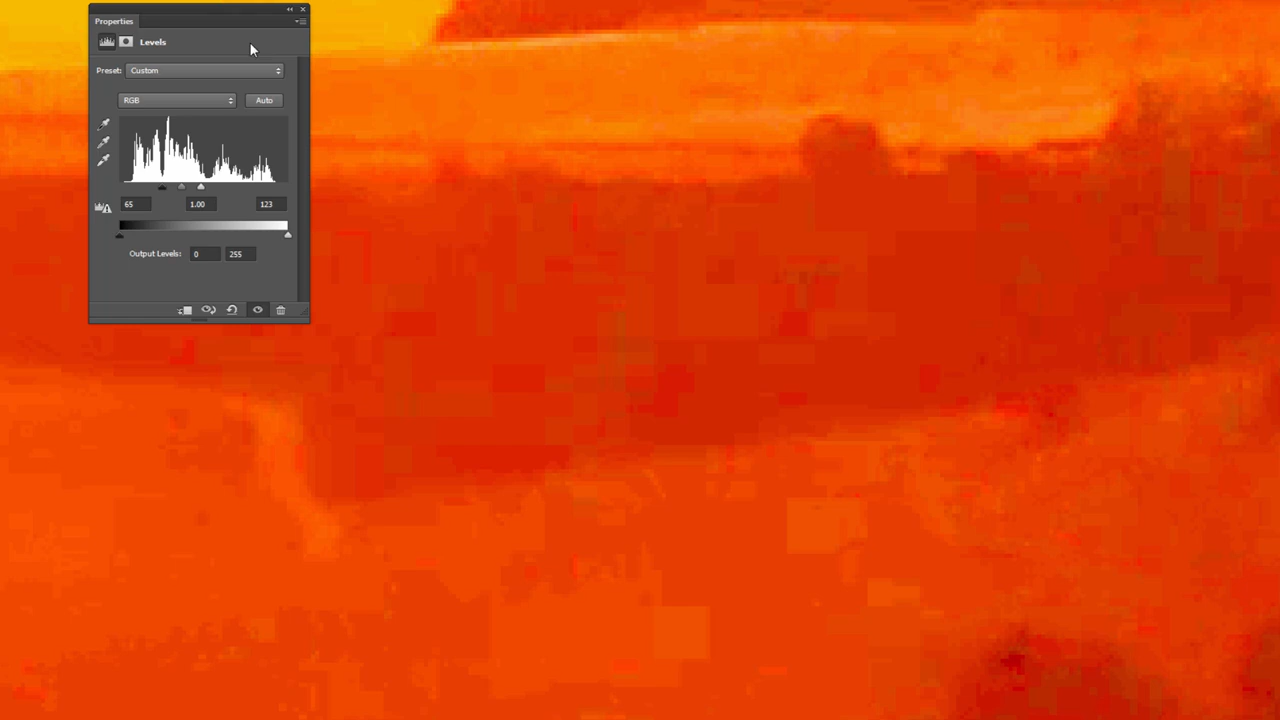 Properties
Levels
Preset: Custom
RGB Auto
65 1.00 123
Output Levels: 0 255